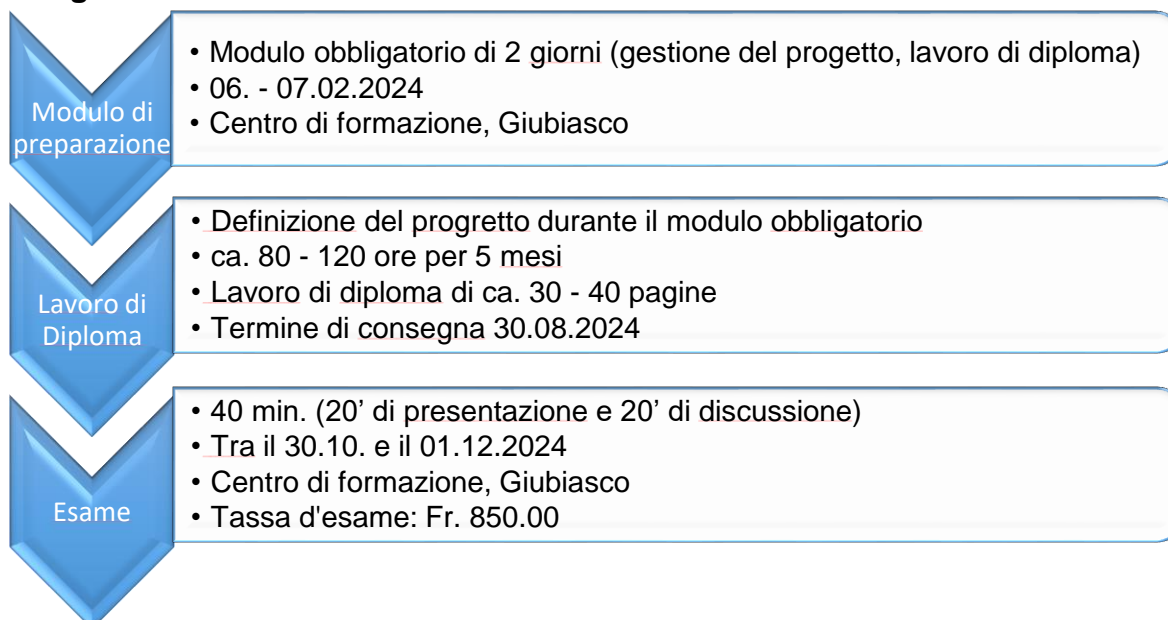 Modulo di
preparazione
• Modulo obbligatorio di 2 giorni (gestione del progetto, lavoro di diploma)
• 06. - 07.02.2024
• Centro di formazione, Giubiasco
Lavoro di
Diploma
• Definizione del progretto durante il modulo obbligatorio
• ca. 80 - 120 ore per 5 mesi
• Lavoro di diploma di ca. 30 - 40 pagine
• Termine di consegna 30.08.2024
Esame
• 40 min. (20’ di presentazione e 20’ di discussione)
• Tra il 30.10. e il 01.12.2024
• Centro di formazione, Giubiasco
• Tassa d'esame: Fr. 850.00